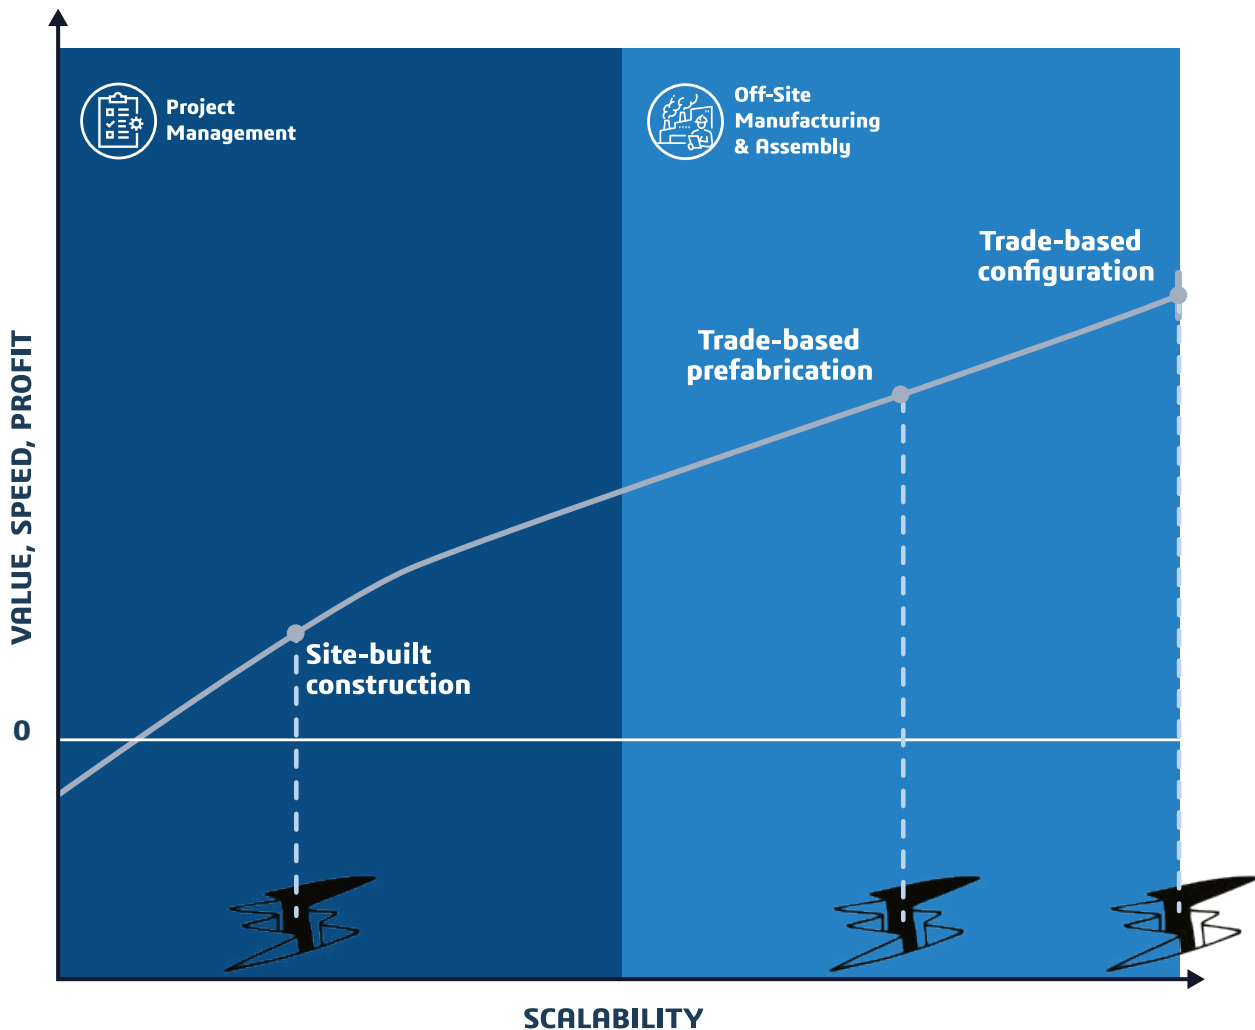 Project
Management
Off-Site
Manufacturing
& Assembly
Trade-based
configuration
Trade-based
prefabrication
Site-built
construction
VALUE, SPEED, PROFIT
0
SCALABILITY